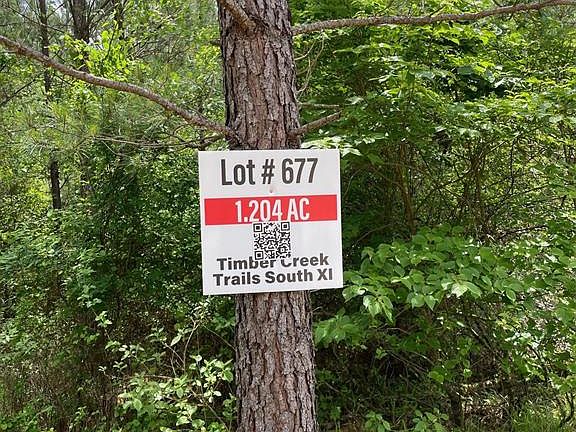 Lot # 677
1.204 AC
Timber Creek
Trails South XI